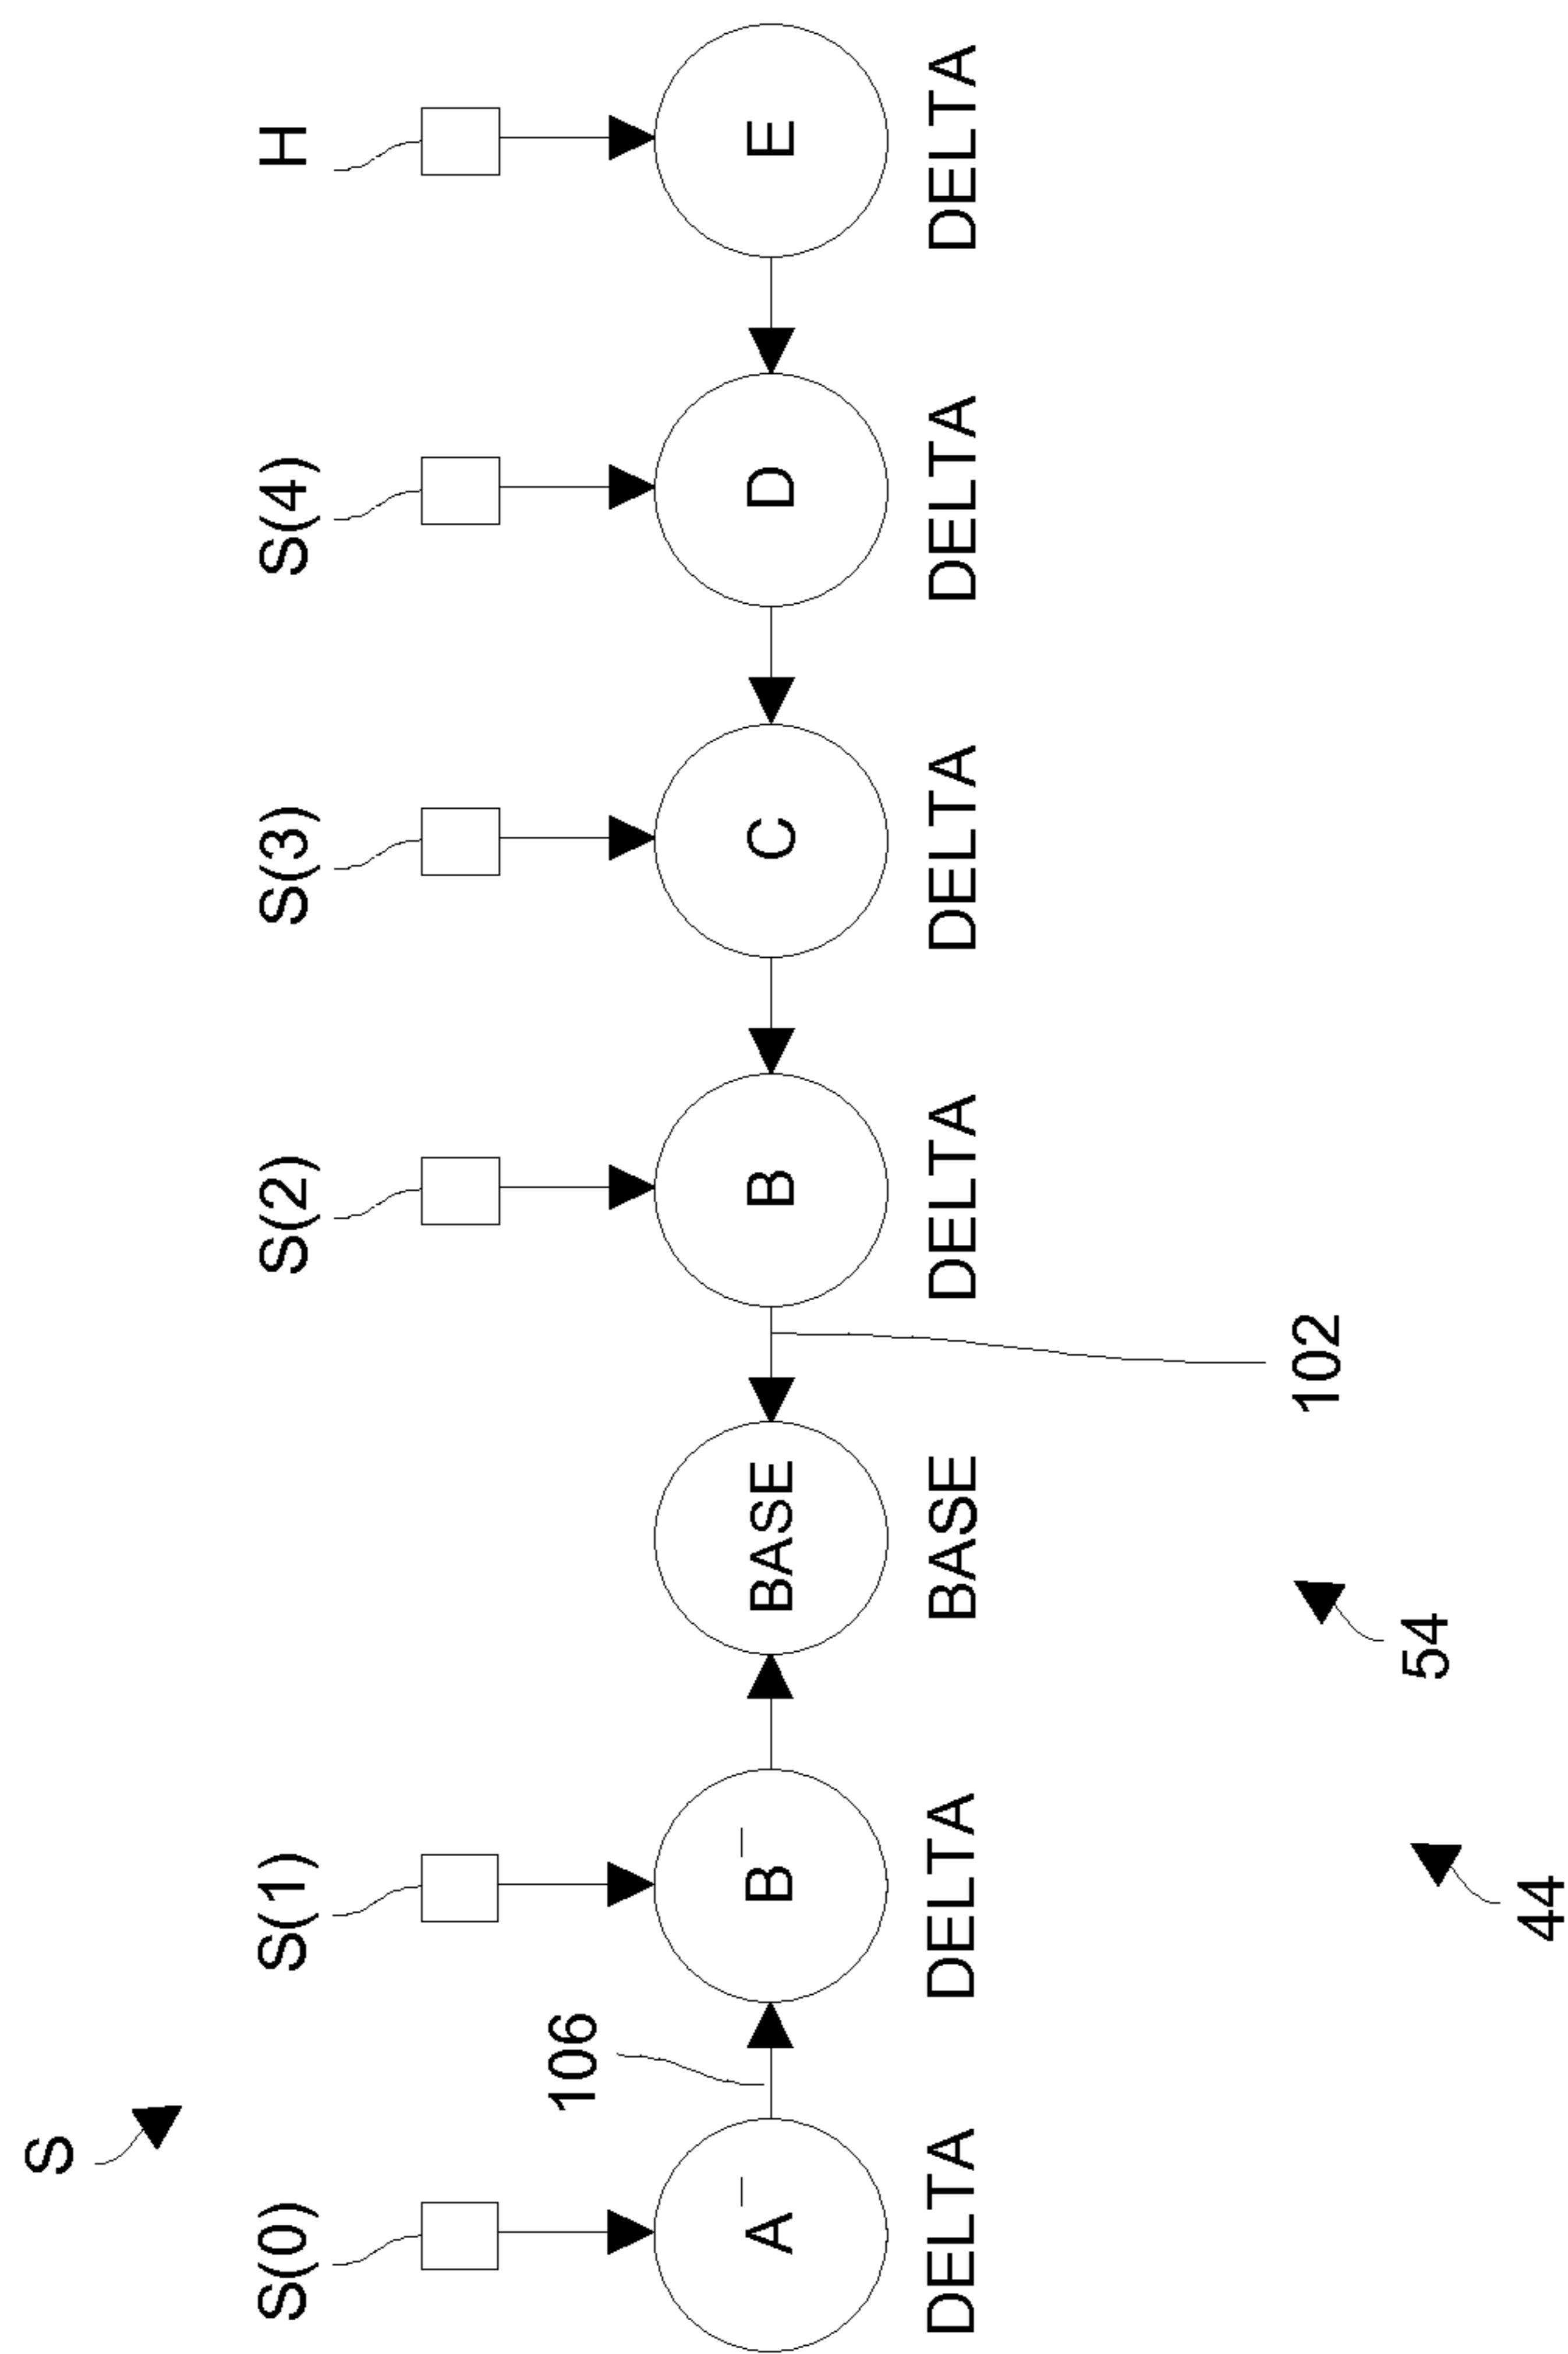 S
S(0)
S(1)
S(2)
S(3)
S(4)
H
106
A⁻
B⁻
BASE
B
C
D
E
DELTA
DELTA
BASE
DELTA
DELTA
DELTA
DELTA
102
54
44